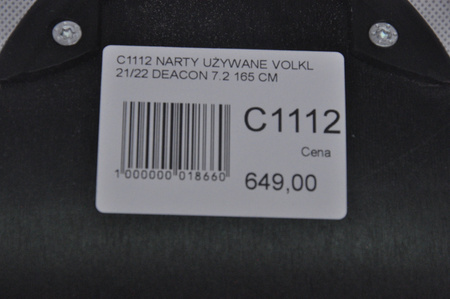 C1112 NARTY UŻYWANE VOLKL
21/22 DEACON 7.2 165 CM
C1112
Cena
1 000000 018660
649,00